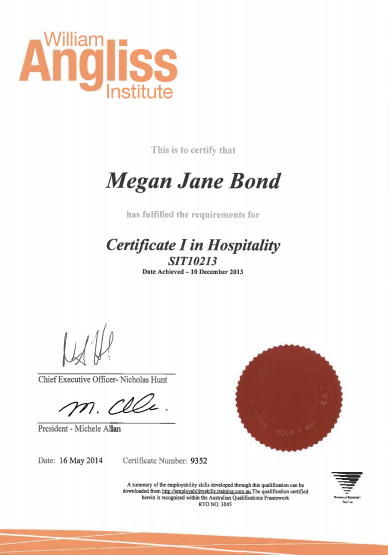 William
Angliss
Institute
This is to certify that
Megan Jane Bond
has fulfilled the requirements for
Certificate I in Hospitality
SIT10213
Date Achieved – 10 December 2013
Chief Executive Officer- Nicholas Hunt
President - Michele Allan
Date: 16 May 2014 Certificate Number: 9352
A summary of the employability skills developed through this qualification can be
downloaded from http://employabilityskills.training.com.au The qualification certified
herein is recognised within the Australian Qualifications Framework
RTO NO. 3045